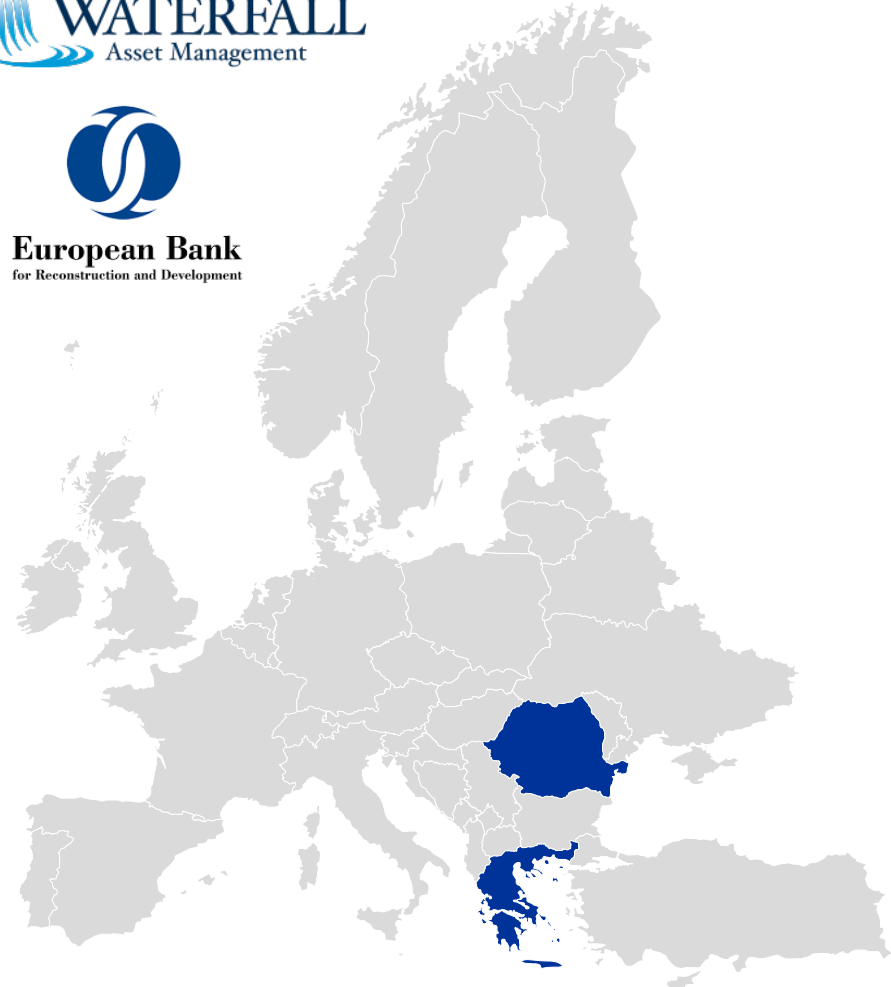 WATERFALL
Asset Management
European Bank
for Reconstruction and Development